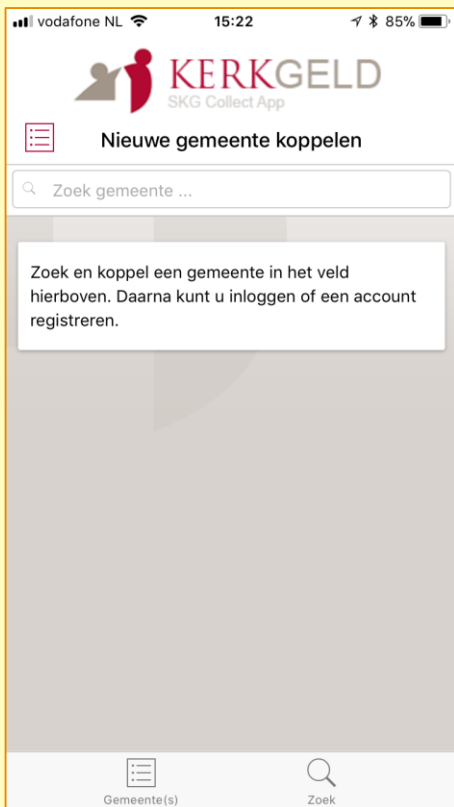 vodafone NL 15:22 85%
KERKGELD
SKG Collect App
Nieuwe gemeente koppelen
Zoek gemeente ...
Zoek en koppel een gemeente in het veld
hierboven. Daarna kunt u inloggen of een account
registreren.
Gemeente(s) Zoek